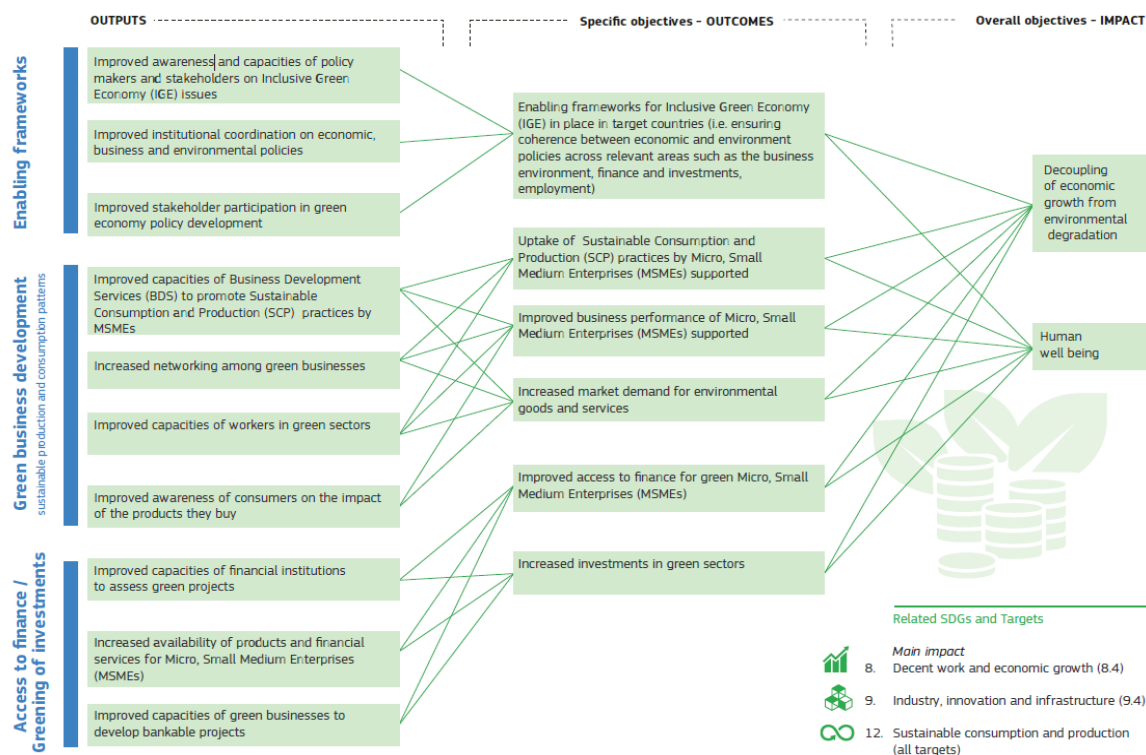 OUTPUTS
Specific objectives – OUTCOMES
Overall objectives – IMPACT
Enabling frameworks
Improved awareness and capacities of policy
makers and stakeholders on Inclusive Green
Economy (IGE) issues
Improved institutional coordination on economic,
business and environmental policies
Improved stakeholder participation in green
economy policy development
Green business development
sustainable production and consumption patterns
Improved capacities of Business Development
Services (BDS) to promote Sustainable
Consumption and Production (SCP) practices by
MSMEs
Increased networking among green businesses
Improved capacities of workers in green sectors
Improved awareness of consumers on the impact
of the products they buy
Access to finance /
Greening of investments
Improved capacities of financial institutions
to assess green projects
Increased availability of products and financial
services for Micro, Small Medium Enterprises
(MSMEs)
Improved capacities of green businesses to
develop bankable projects
Enabling frameworks for Inclusive Green Economy
(IGE) in place in target countries (i.e. ensuring
coherence between economic and environment
policies across relevant areas such as the business
environment, finance and investments,
employment)
Uptake of Sustainable Consumption and
Production (SCP) practices by Micro, Small
Medium Enterprises (MSMEs) supported
Improved business performance of Micro, Small
Medium Enterprises (MSMEs) supported
Increased market demand for environmental
goods and services
Improved access to finance for green Micro, Small
Medium Enterprises (MSMEs)
Increased investments in green sectors
Decoupling
of economic
growth from
environmental
degradation
Human
well being
Related SDGs and Targets
Main impact
8. Decent work and economic growth (8.4)
9. Industry, innovation and infrastructure (9.4)
12. Sustainable consumption and production
(all targets)